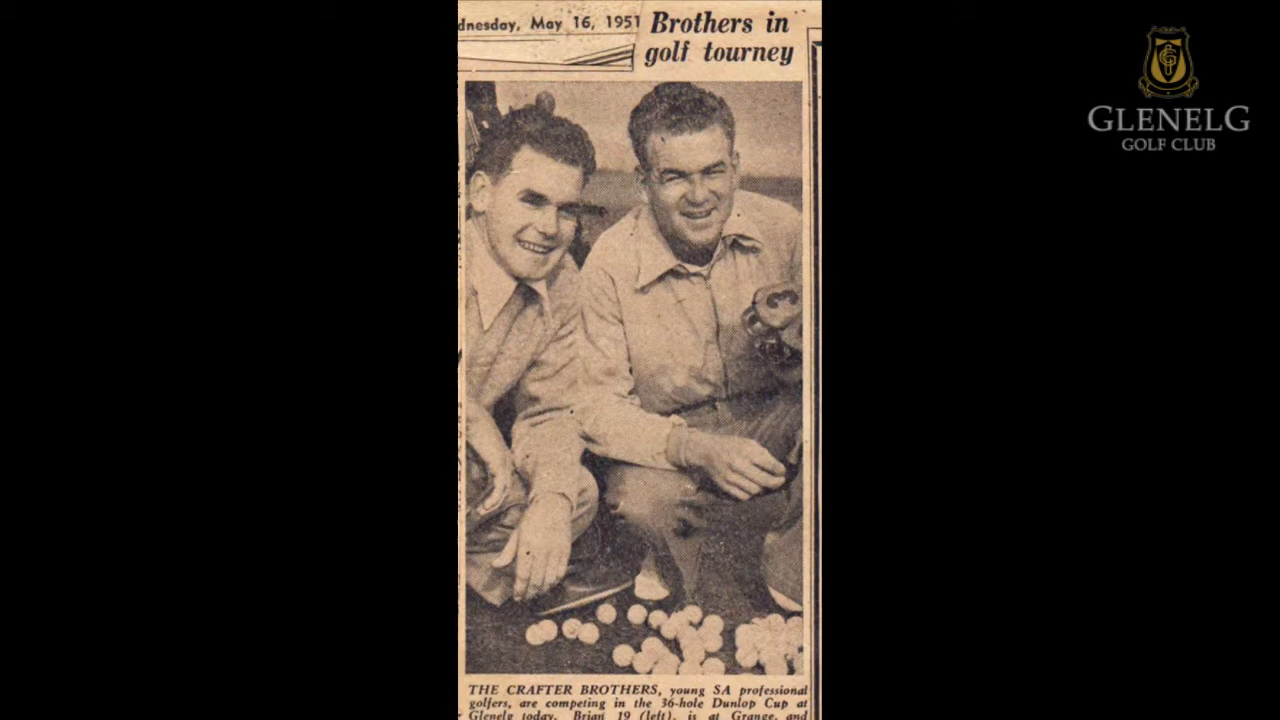 dnesday, May 16, 1951
Brothers in
golf tourney
GLENELG
GOLF CLUB
THE CRAFTER BROTHERS, young SA professional
golfers, are competing in the 36-hole Dunlop Cup at
Glenelg today. Brian 19 (left), is at Grange, and